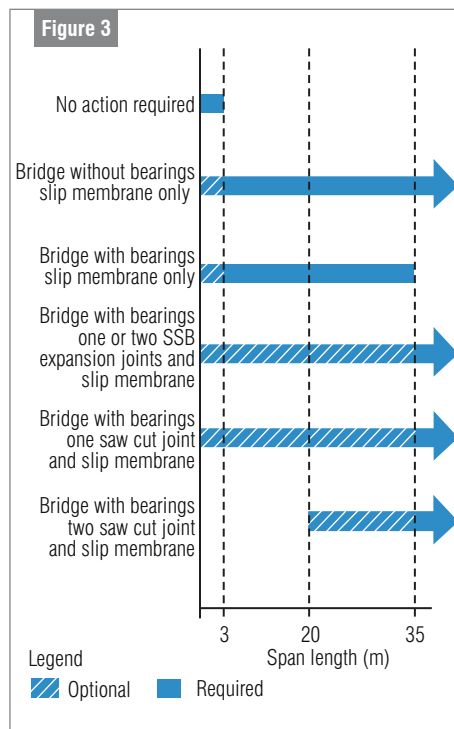 Figure 3
No action required
Bridge without bearings
slip membrane only
Bridge with bearings
slip membrane only
Bridge with bearings
one or two SSB
expansion joints and
slip membrane
Bridge with bearings
one saw cut joint
and slip membrane
Bridge with bearings
two saw cut joint
and slip membrane
3 20 35
Span length (m)
Legend
Optional Required